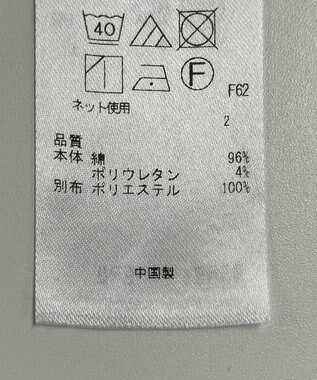 40
F
F62
ネット使用
2
品質
本体 綿 96%
ポリウレタン 4%
別布 ポリエステル 100%
中国製